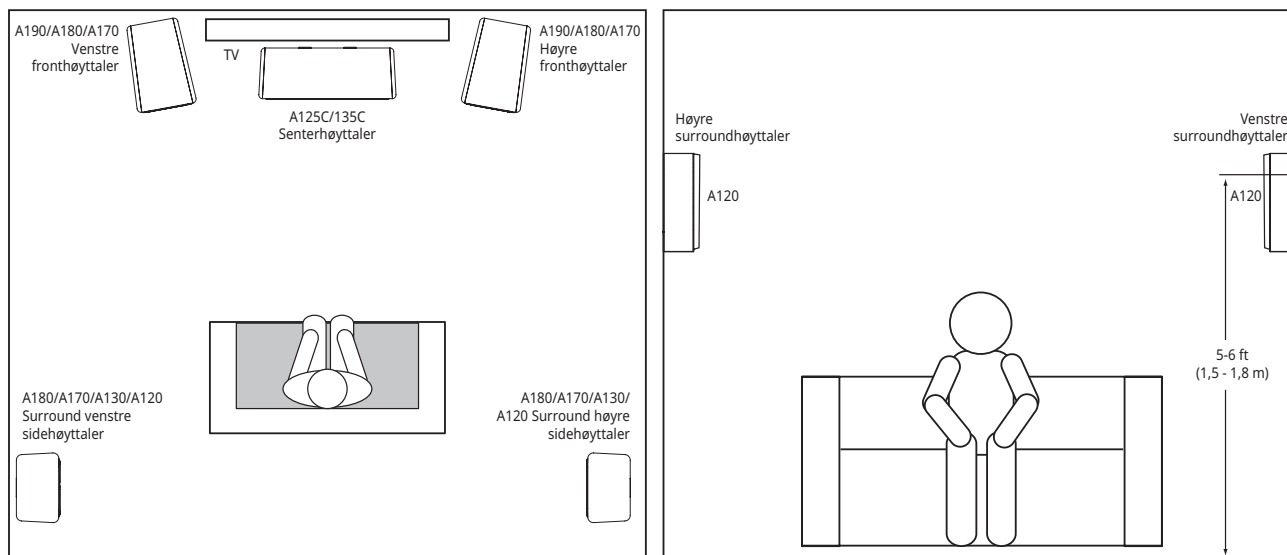 A190/A180/A170
Venstre
fronthøyttaler
TV
A190/A180/A170
Høyre
fronthøyttaler
A125C/135C
Senterhøyttaler
A180/A170/A130/A120
Surround venstre
sidehøyttaler
A180/A170/A130/
A120 Surround høyre
sidehøyttaler
Høyre
surroundhøyttaler
A120
Venstre
surroundhøyttaler
A120
5-6 ft
(1,5 - 1,8 m)